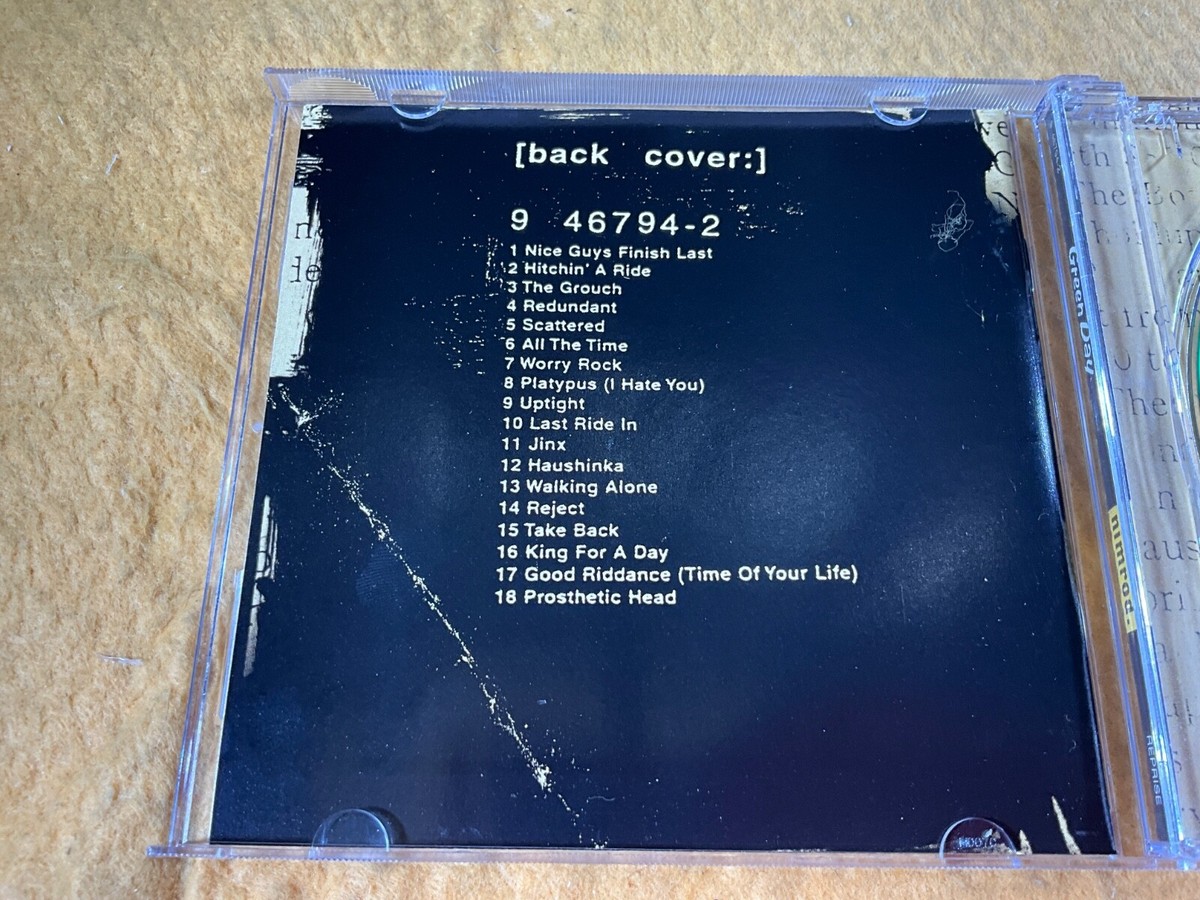 [back cover:]
9 46794-2
1 Nice Guys Finish Last
2 Hitchin' A Ride
3 The Grouch
4 Redundant
5 Scattered
6 All The Time
7 Worry Rock
8 Platypus (I Hate You)
9 Uptight
10 Last Ride In
11 Jinx
12 Haushinka
13 Walking Alone
14 Reject
15 Take Back
16 King For A Day
17 Good Riddance (Time Of Your Life)
18 Prosthetic Head
Green Day.
nimrod.
REPRISE
The